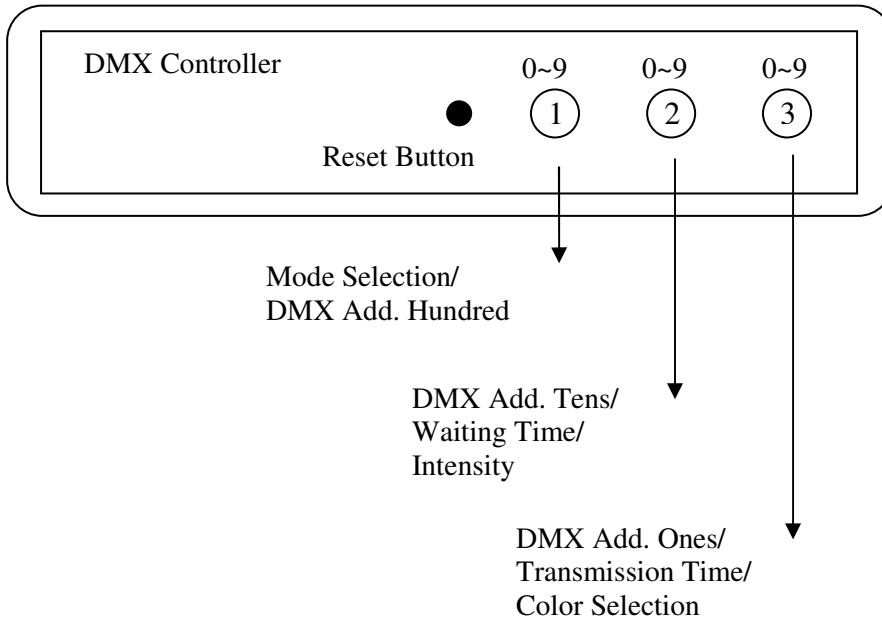 DMX Controller
0~9 0~9 0~9
1 2 3
Reset Button
Mode Selection/
DMX Add. Hundred
DMX Add. Tens/
Waiting Time/
Intensity
DMX Add. Ones/
Transmission Time/
Color Selection